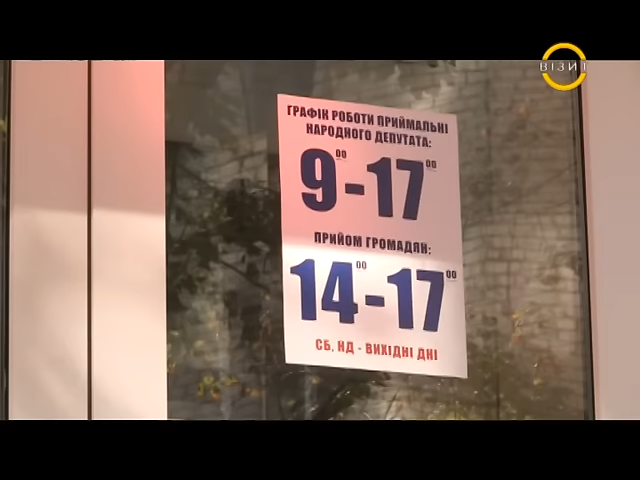 ВІЗИТ
ГРАФІК РОБОТИ ПРИЙМАЛЬНІ
НАРОДНОГО ДЕПУТАТА:
9⁰⁰-17⁰⁰
ПРИЙОМ ГРОМАДЯН:
14⁰⁰-17⁰⁰
СБ, НД - ВИХІДНІ ДНІ